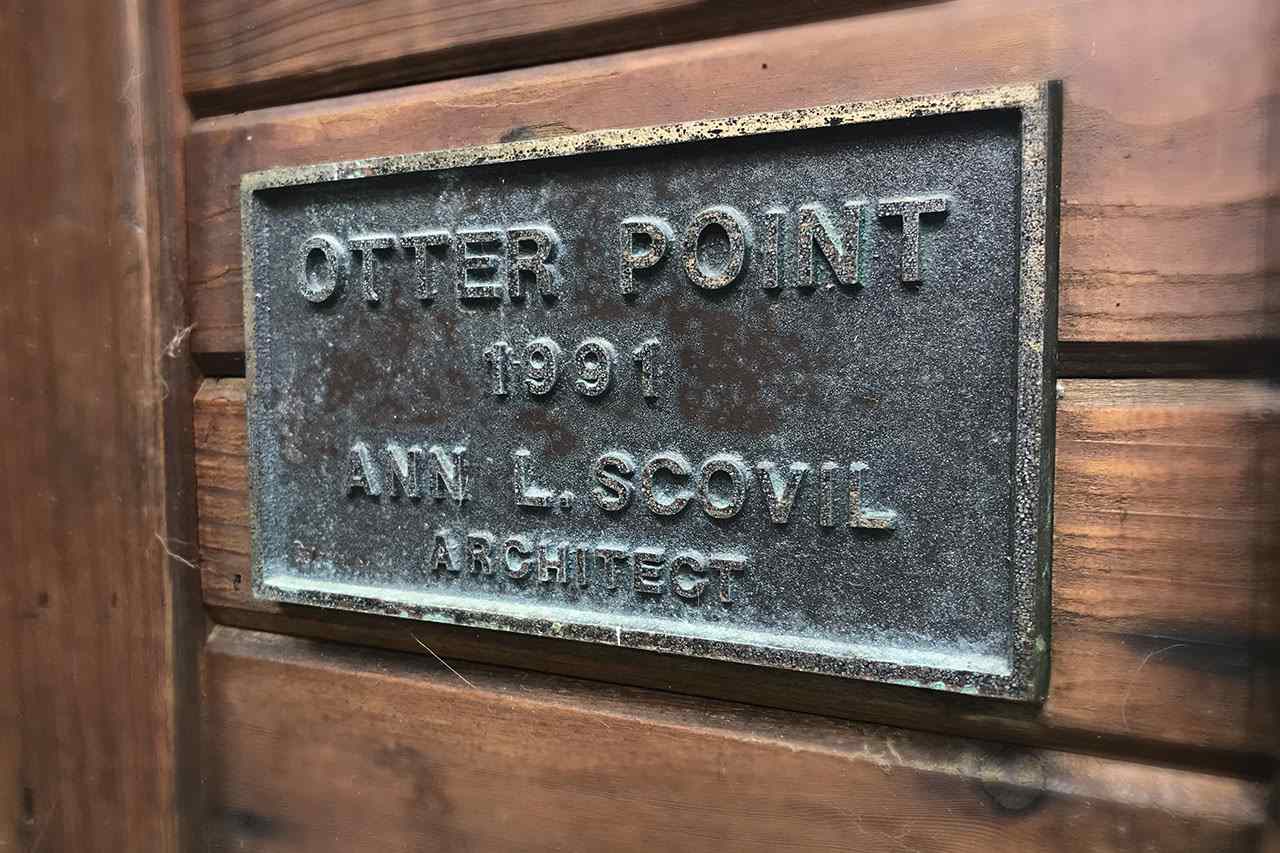 OTTER POINT
1991
ANN L. SCOVIL
ARCHITECT